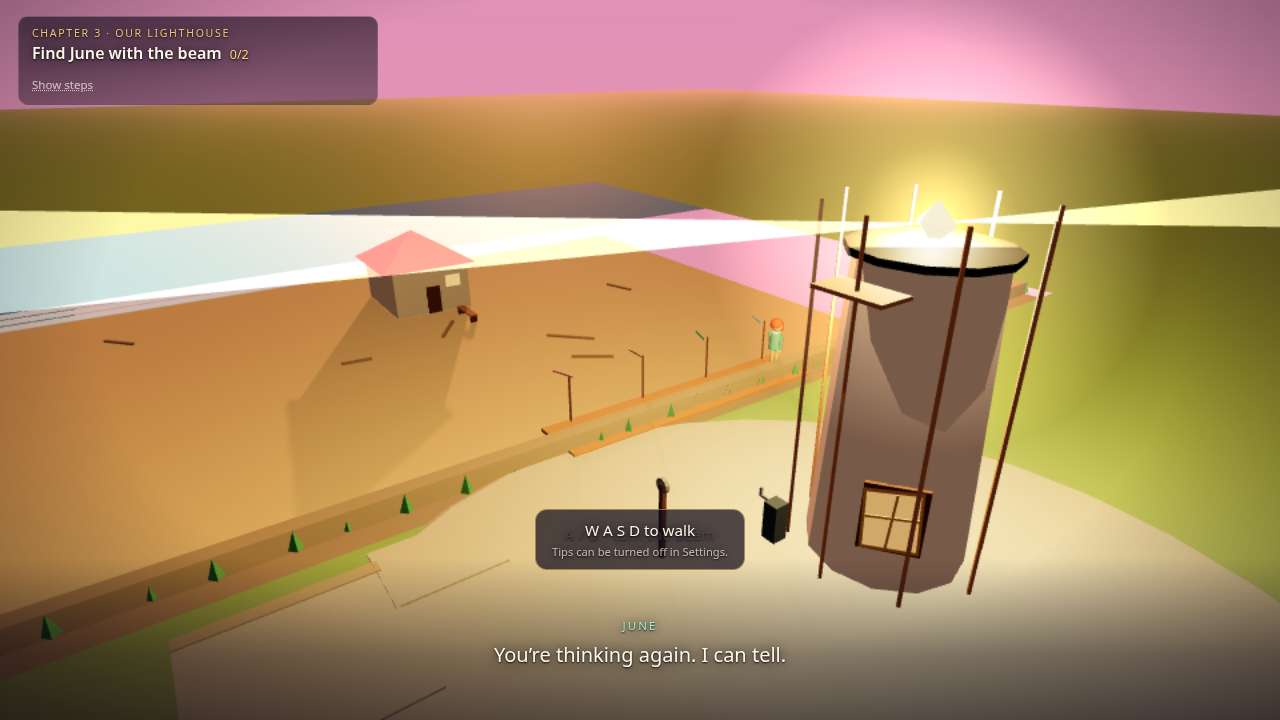 CHAPTER 3 · OUR LIGHTHOUSE
Find June with the beam 0/2
Show steps
W A S D to walk
Tips can be turned off in Settings.
JUNE
You’re thinking again. I can tell.